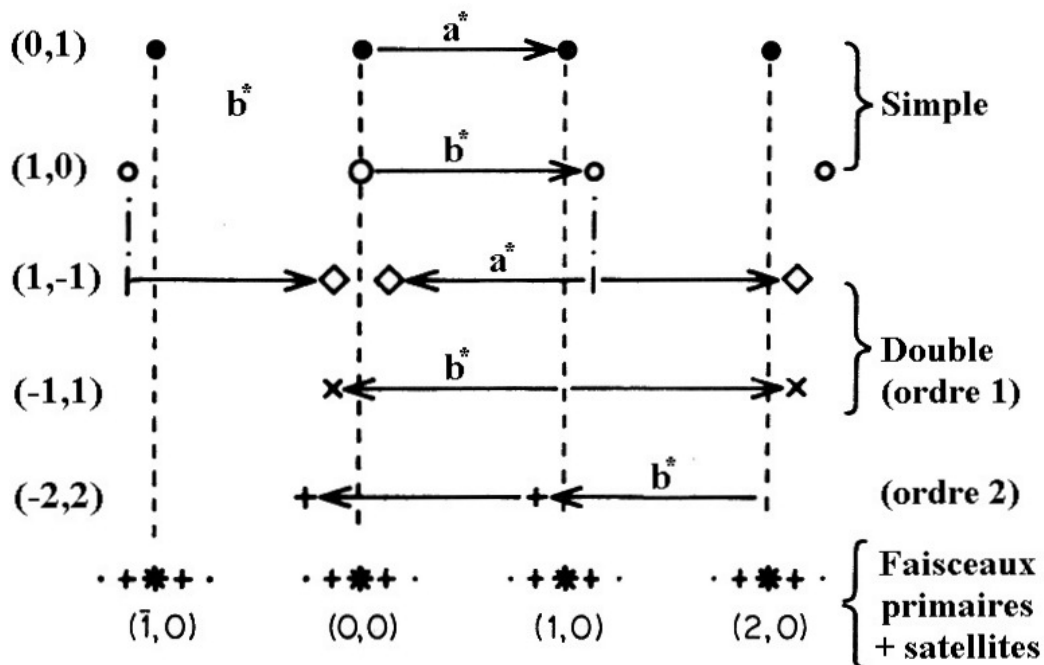 (0,1) a* Simple
b*
(1,0) b*
(1,-1) a*
Double
(-1,1) b* (ordre 1)
(-2,2) b* (ordre 2)
Faisceaux
primaires
(1̄,0) (0,0) (1,0) (2,0)
+ satellites